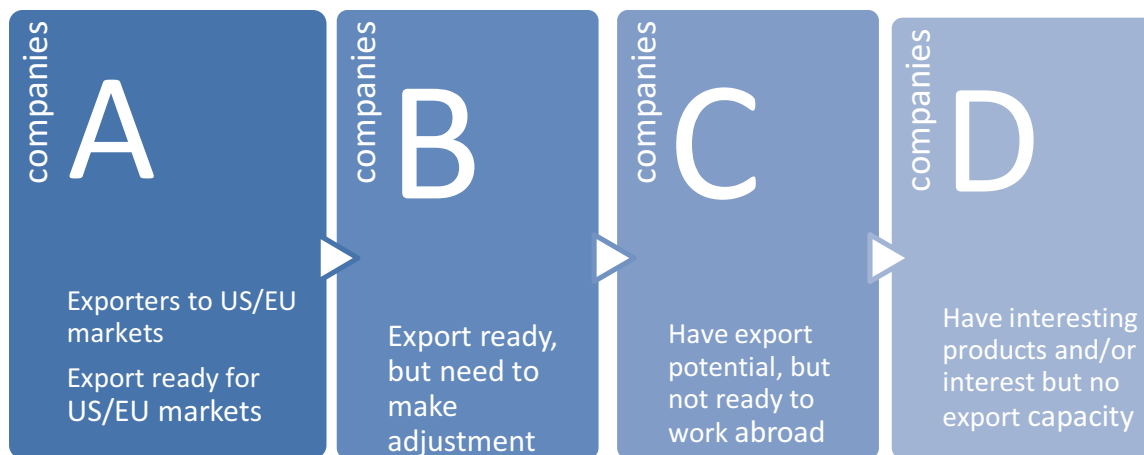 companies
A
Exporters to US/EU
markets
Export ready for
US/EU markets
companies
B
Export ready,
but need to
make
adjustment
companies
C
Have export
potential, but
not ready to
work abroad
companies
D
Have interesting
products and/or
interest but no
export capacity